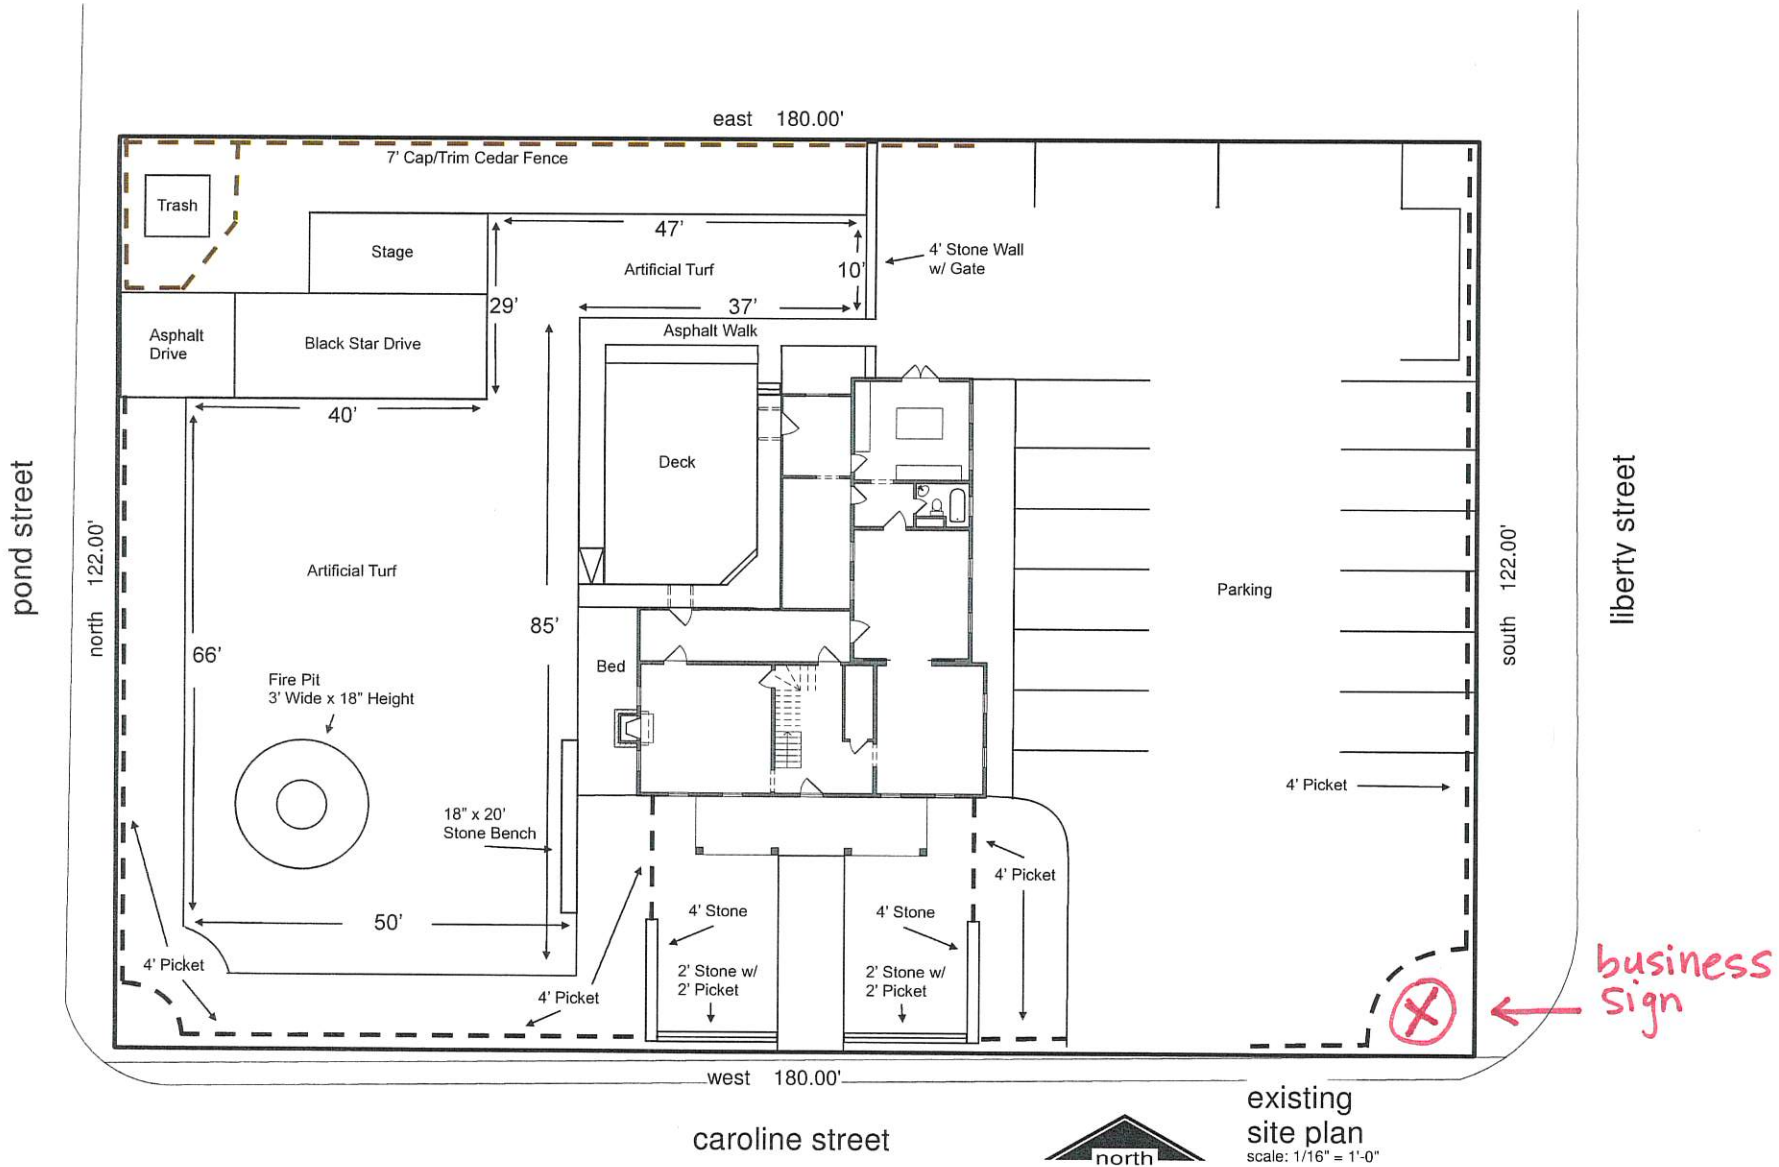 east 180.00'
7' Cap/Trim Cedar Fence
Trash
Stage
47'
Artificial Turf
10'
4' Stone Wall
w/ Gate
29'
37'
Asphalt Walk
Asphalt
Drive
Black Star Drive
40'
Deck
pond street
north 122.00'
Artificial Turf
85'
66'
Bed
Fire Pit
3' Wide x 18" Height
Parking
south 122.00'
liberty street
4' Picket
18" x 20'
Stone Bench
4' Picket
50'
4' Stone
4' Stone
4' Picket
4' Picket
2' Stone w/
2' Picket
2' Stone w/
2' Picket
business
sign
west 180.00'
caroline street
north
existing
site plan
scale: 1/16" = 1'-0"